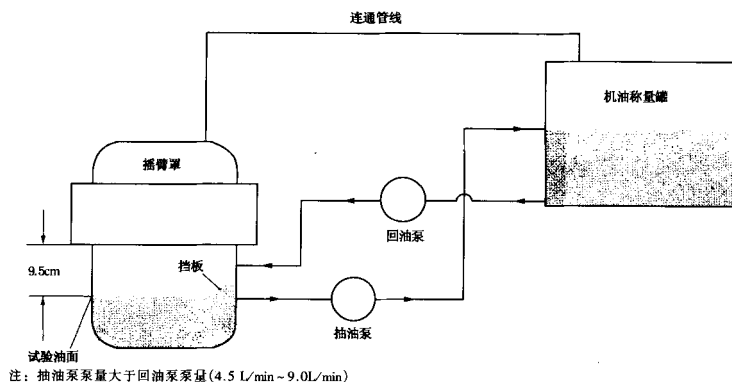 连通管线
机油称量罐
摇臂罩
回油泵
挡板
9.5cm
抽油泵
试验油面
注：抽油泵泵量大于回油泵泵量(4.5 L/min~9.0L/min)